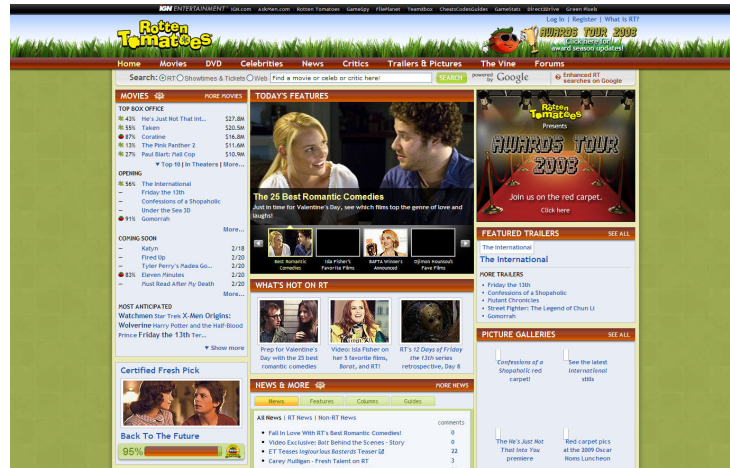 IGN ENTERTAINMENT IGN.com AskMen.com Rotten Tomatoes GameSpy FilePlanet TeamXbox CheatsCodesGuides GameStats Direct2Drive Green Pixels
Log In | Register | What is RT?
Rotten Tomatoes
AWARDS TOUR 2008
Click here for award season updates!
Home Movies DVD Celebrities News Critics Trailers & Pictures The Vine Forums
Search: RT Showtimes & Tickets Web Find a movie or celeb or critic here! SEARCH powered by Google Enhanced RT searches on Google
MOVIES MORE MOVIES
TOP BOX OFFICE
43% He's Just Not That Int... $27.8M
55% Taken $20.5M
87% Coraline $16.8M
13% The Pink Panther 2 $11.6M
27% Paul Blart: Mall Cop $10.9M
Top 10 | In Theaters | More...
OPENING
56% The International
– Friday the 13th
– Confessions of a Shopaholic
– Under the Sea 3D
91% Gomorrah
More...
COMING SOON
– Katyn 2/18
– Fired Up 2/20
– Tyler Perry's Madea Go... 2/20
83% Eleven Minutes 2/20
– Must Read After My Death 2/20
More...
MOST ANTICIPATED
Watchmen Star Trek X-Men Origins:
Wolverine Harry Potter and the Half-Blood
Prince Friday the 13th Ter...
Show more
Certified Fresh Pick
Back To The Future
95%
TODAY'S FEATURES
The 25 Best Romantic Comedies
Just in time for Valentine's Day, see which films top the genre of love and
laughs!
Best Romantic Comedies
Isla Fisher's Favorite Films
BAFTA Winners Announced
Djimon Hounsou's Fave Films
WHAT'S HOT ON RT
Prep for Valentine's
Day with the 25 best
romantic comedies
Video: Isla Fisher on
her 5 favorite films,
Borat, and RT!
RT's 12 Days of Friday
the 13th series
retrospective, Day 8
NEWS & MORE MORE NEWS
News Features Columns Guides
All News | RT News | Non-RT News
comments
Fall In Love With RT's Best Romantic Comedies! 0
Video Exclusive: Bolt Behind the Scenes - Story 0
ET Teases Inglourious Basterds Teaser 22
Carey Mulligan - Fresh Talent on RT 3
Rotten Tomatoes
Presents
AWARDS TOUR
2008
Join us on the red carpet.
Click here
FEATURED TRAILERS SEE ALL
The International
The International
MORE TRAILERS
Friday the 13th
Confessions of a Shopaholic
Mutant Chronicles
Street Fighter: The Legend of Chun Li
Gomorrah
PICTURE GALLERIES SEE ALL
Confessions of a
Shopaholic red
carpet!
See the latest
International
stills
The He's Just Not
That Into You
premiere
Red carpet pics
at the 2009 Oscar
Noms Luncheon